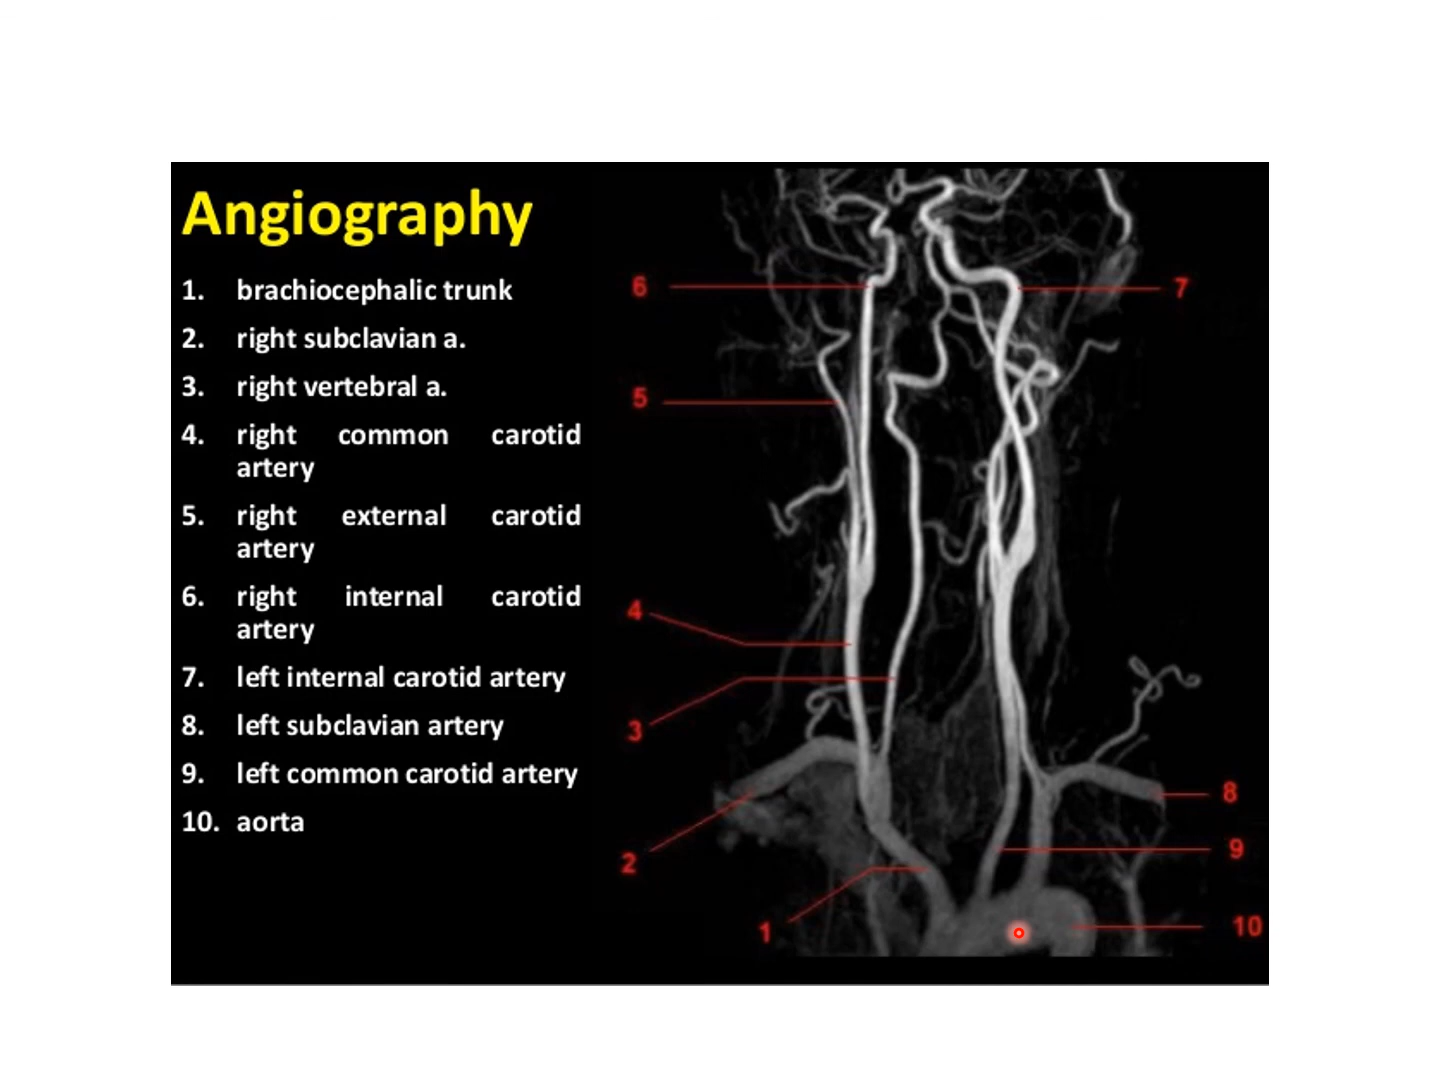 Angiography
1. brachiocephalic trunk
2. right subclavian a.
3. right vertebral a.
4. right common carotid
artery
5. right external carotid
artery
6. right internal carotid
artery
7. left internal carotid artery
8. left subclavian artery
9. left common carotid artery
10. aorta
6
7
5
4
3
8
9
2
1
10